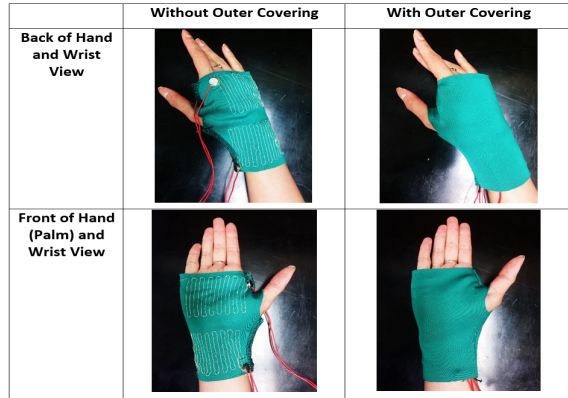 Without Outer Covering
With Outer Covering
Back of Hand
and Wrist
View
Front of Hand
(Palm) and
Wrist View